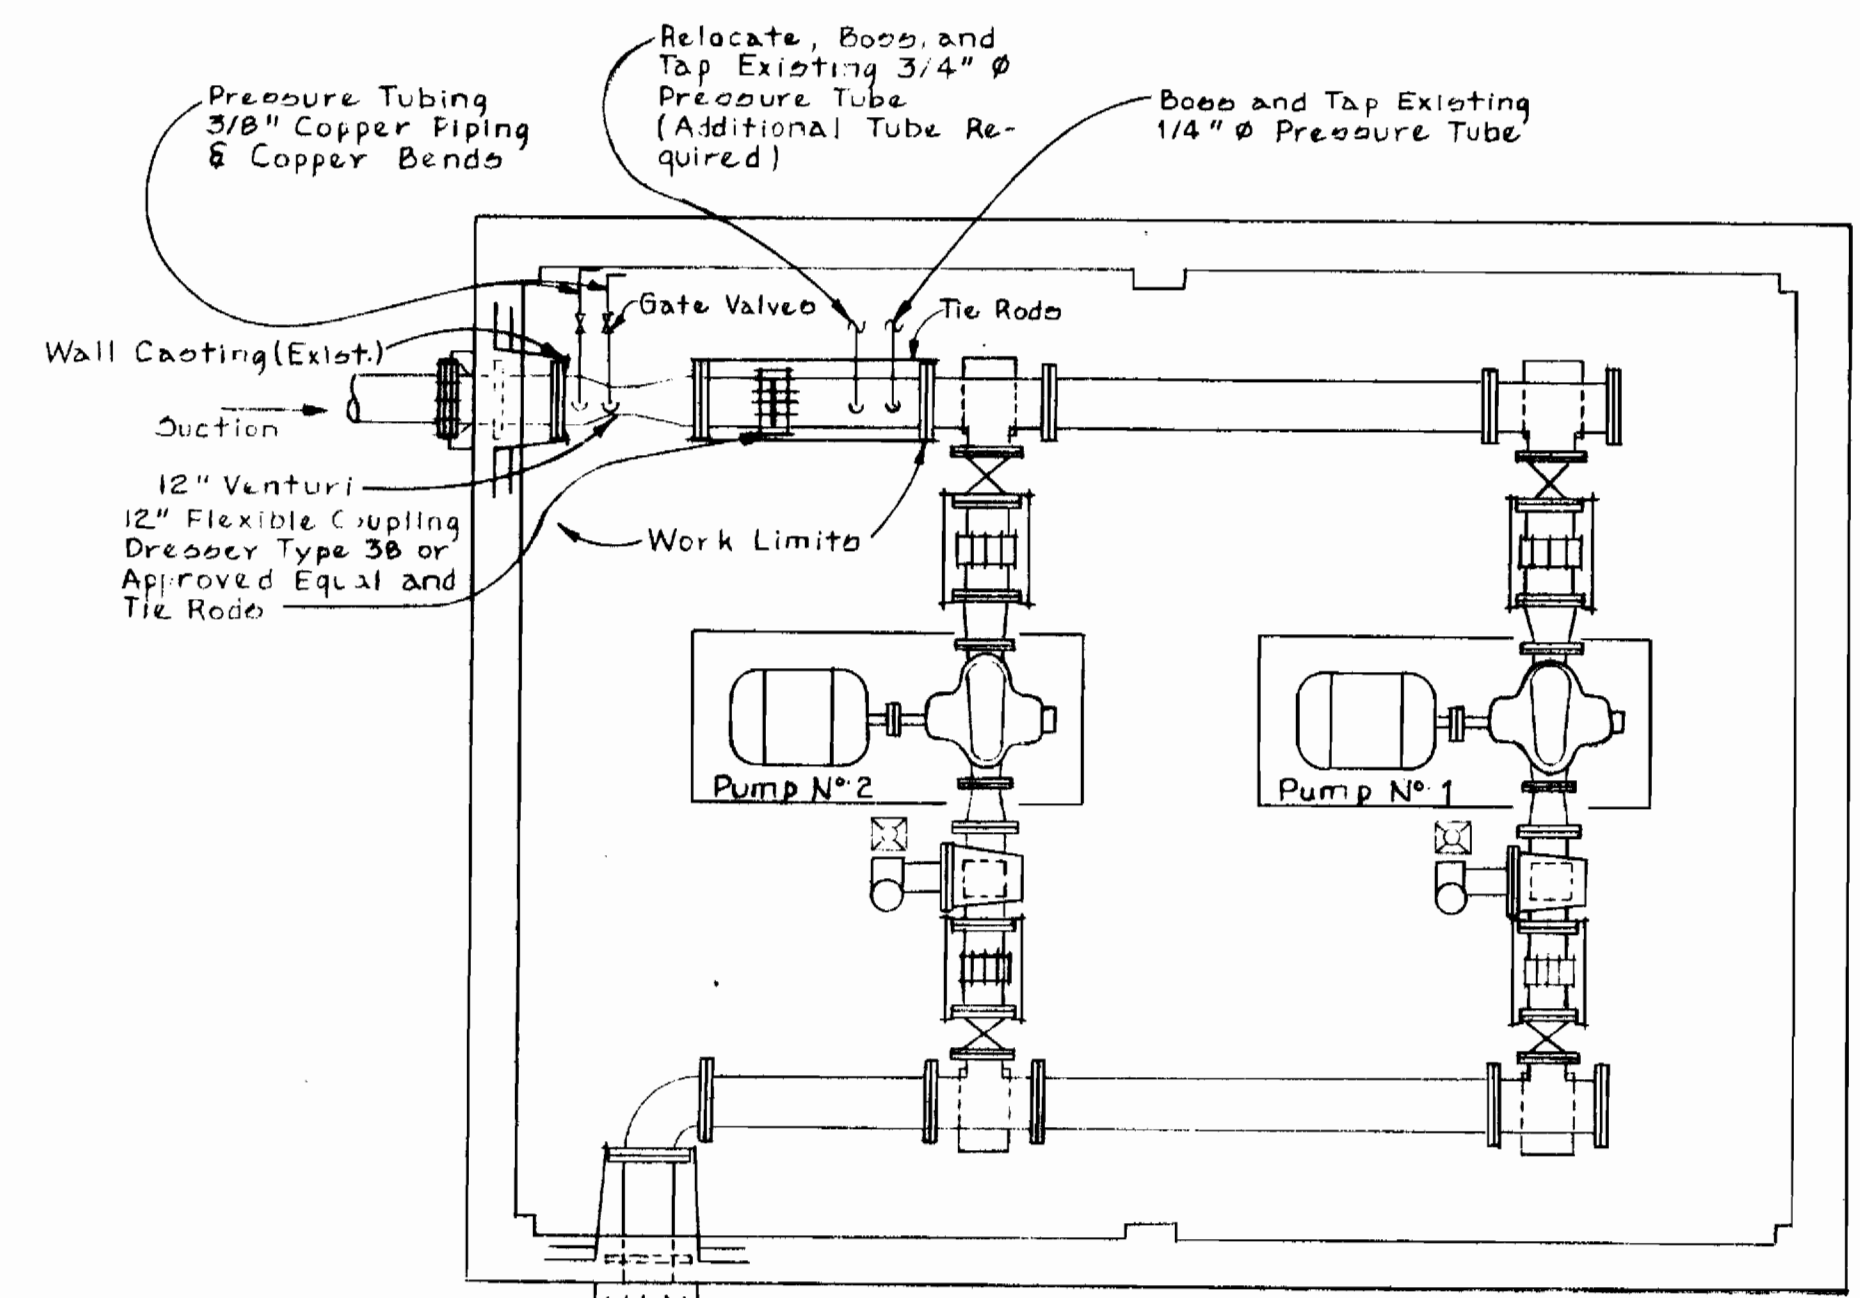 Relocate, Boss, and
Tap Existing 3/4" Ø
Pressure Tube
(Additional Tube Re-
quired)
Pressure Tubing
3/8" Copper Piping
& Copper Bends
Boss and Tap Existing
1/4" Ø Pressure Tube
Gate Valves
Tie Rods
Wall Casting (Exist.)
Suction
12" Venturi
12" Flexible Coupling
Dresser Type 38 or
Approved Equal and
Tie Rods
Work Limits
Pump Nº 2
Pump Nº 1